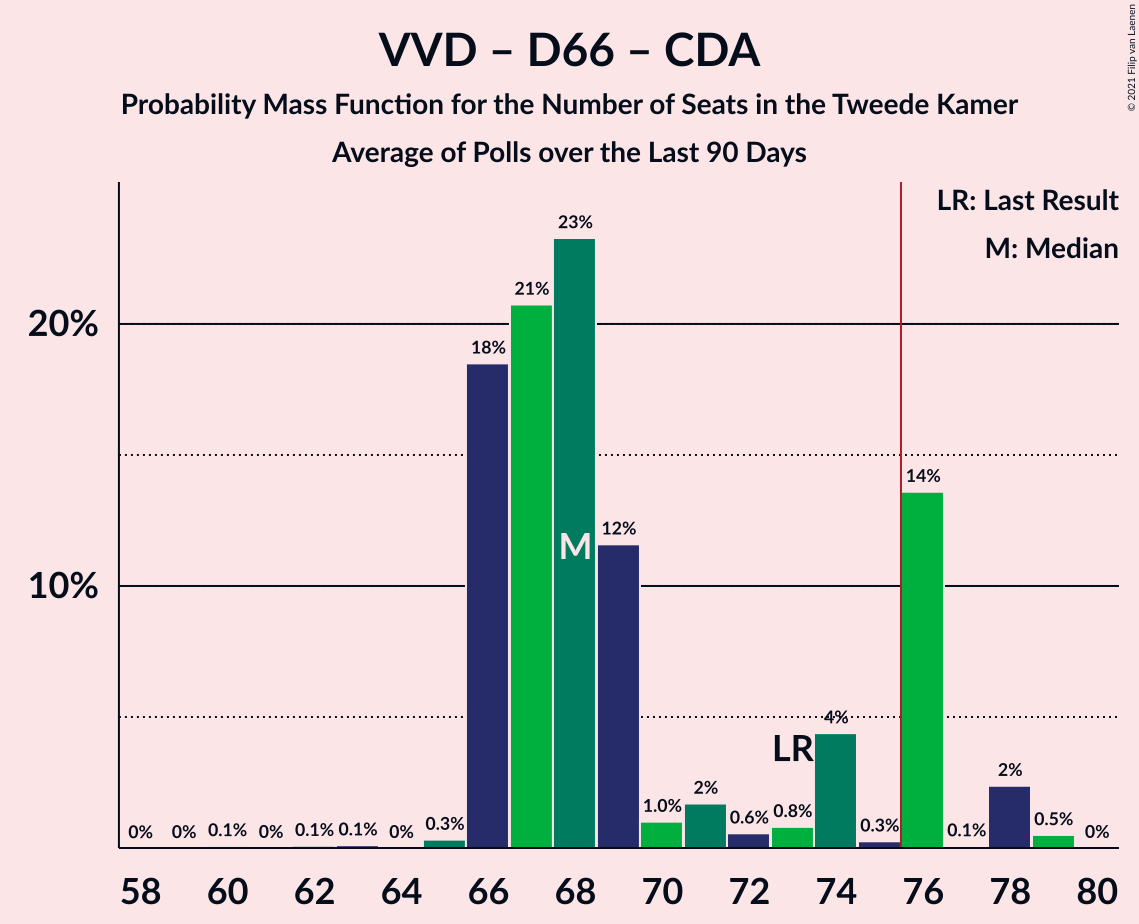 VVD – D66 – CDA
Probability Mass Function for the Number of Seats in the Tweede Kamer
Average of Polls over the Last 90 Days
© 2021 Filip van Laenen
LR: Last Result
M: Median
20%
10%
0%
0%
0.1%
0%
0.1%
0.1%
0%
0.3%
18%
21%
23%
12%
1.0%
2%
0.6%
0.8%
4%
0.3%
14%
0.1%
2%
0.5%
0%
M
LR
58 60 62 64 66 68 70 72 74 76 78 80